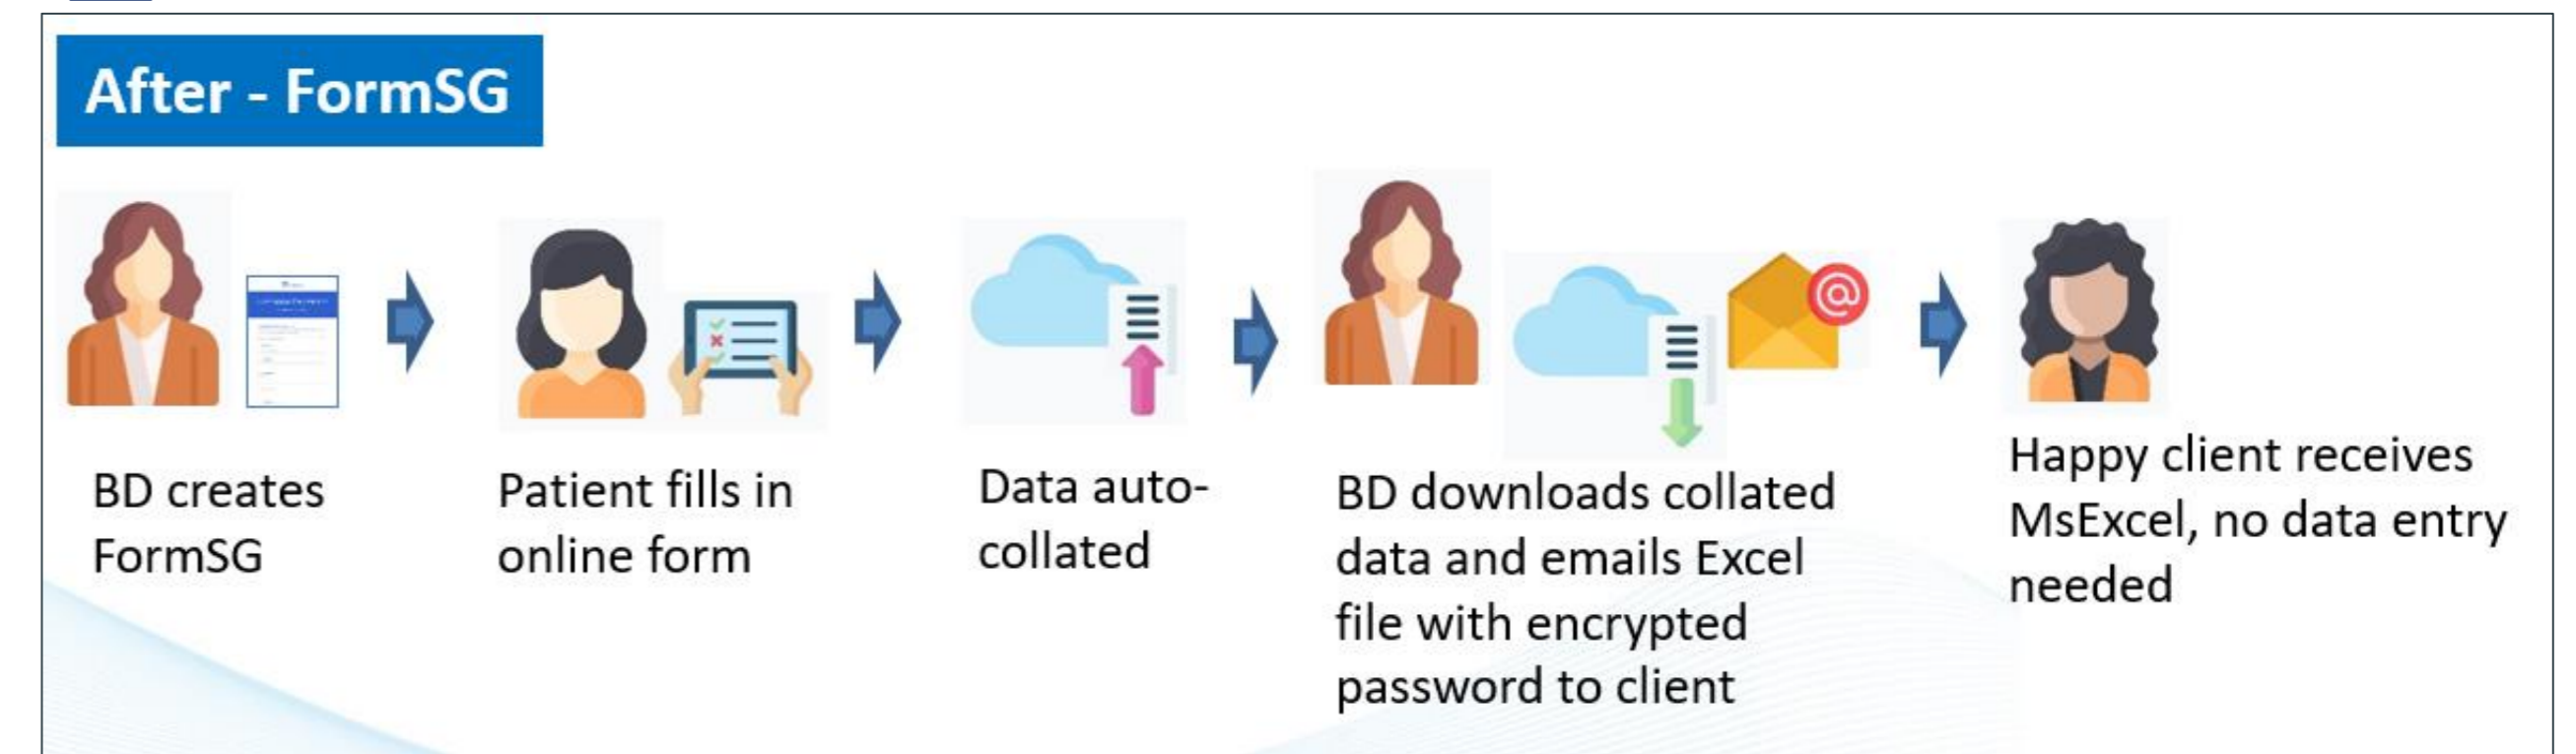 After - FormSG
BD creates
FormSG
Patient fills in
online form
Data auto-
collated
BD downloads collated
data and emails Excel
file with encrypted
password to client
Happy client receives
MsExcel, no data entry
needed